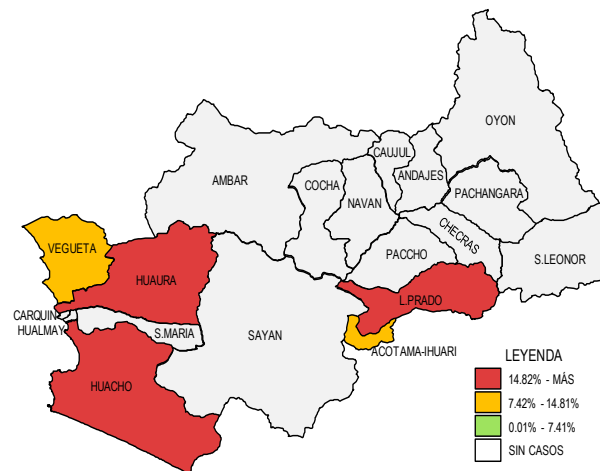 OYON
CAUJUL
ANDAJES
AMBAR
COCHA
NAVAN
PACHANGARA
CHECRAS
VEGUETA
PACCHO
S.LEONOR
HUAURA
L.PRADO
CARQUIN
HUALMAY
S.MARIA
SAYAN
ACOTAMA-IHUARI
HUACHO
LEYENDA
14.82% - MÁS
7.42% - 14.81%
0.01% - 7.41%
SIN CASOS